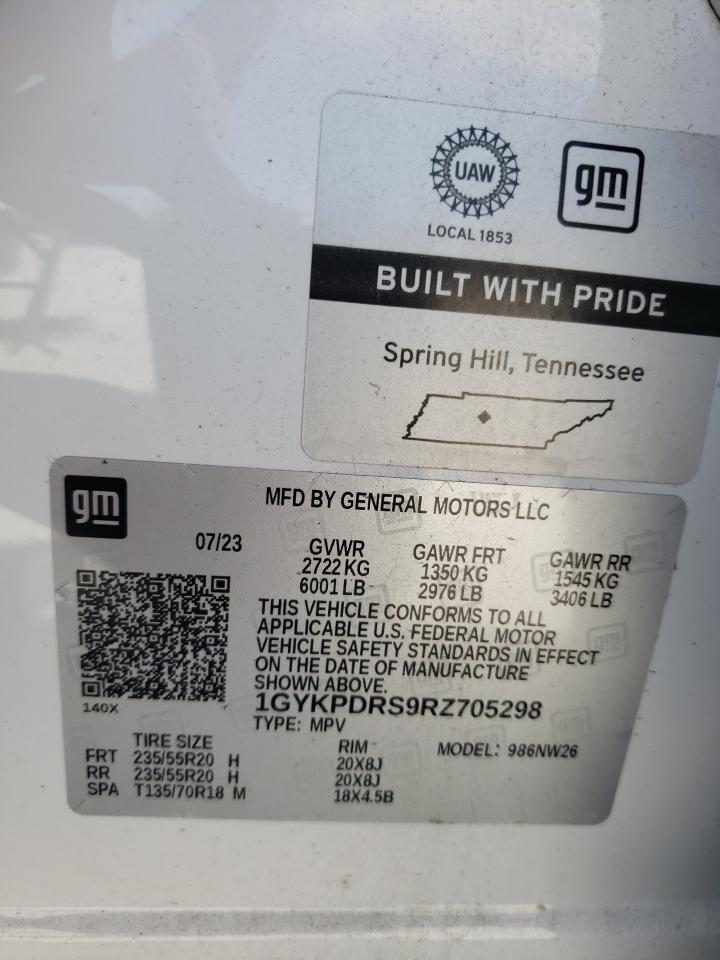 UAW
gm
LOCAL 1853
BUILT WITH PRIDE
Spring Hill, Tennessee
gm
MFD BY GENERAL MOTORS LLC
07/23
GVWR GAWR FRT GAWR RR
2722 KG 1350 KG 1545 KG
6001 LB 2976 LB 3406 LB
THIS VEHICLE CONFORMS TO ALL
APPLICABLE U.S. FEDERAL MOTOR
VEHICLE SAFETY STANDARDS IN EFFECT
ON THE DATE OF MANUFACTURE
SHOWN ABOVE.
140X
1GYKPDRS9RZ705298
TYPE: MPV
TIRE SIZE RIM MODEL: 986NW26
FRT 235/55R20 H 20X8J
RR 235/55R20 H 20X8J
SPA T135/70R18 M 18X4.5B